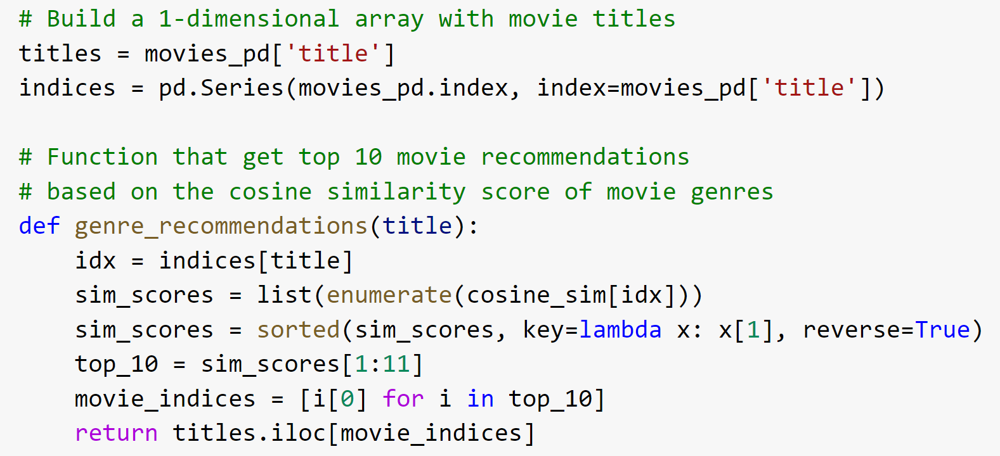 # Build a 1-dimensional array with movie titles
titles = movies_pd['title']
indices = pd.Series(movies_pd.index, index=movies_pd['title'])

# Function that get top 10 movie recommendations
# based on the cosine similarity score of movie genres
def genre_recommendations(title):
    idx = indices[title]
    sim_scores = list(enumerate(cosine_sim[idx]))
    sim_scores = sorted(sim_scores, key=lambda x: x[1], reverse=True)
    top_10 = sim_scores[1:11]
    movie_indices = [i[0] for i in top_10]
    return titles.iloc[movie_indices]